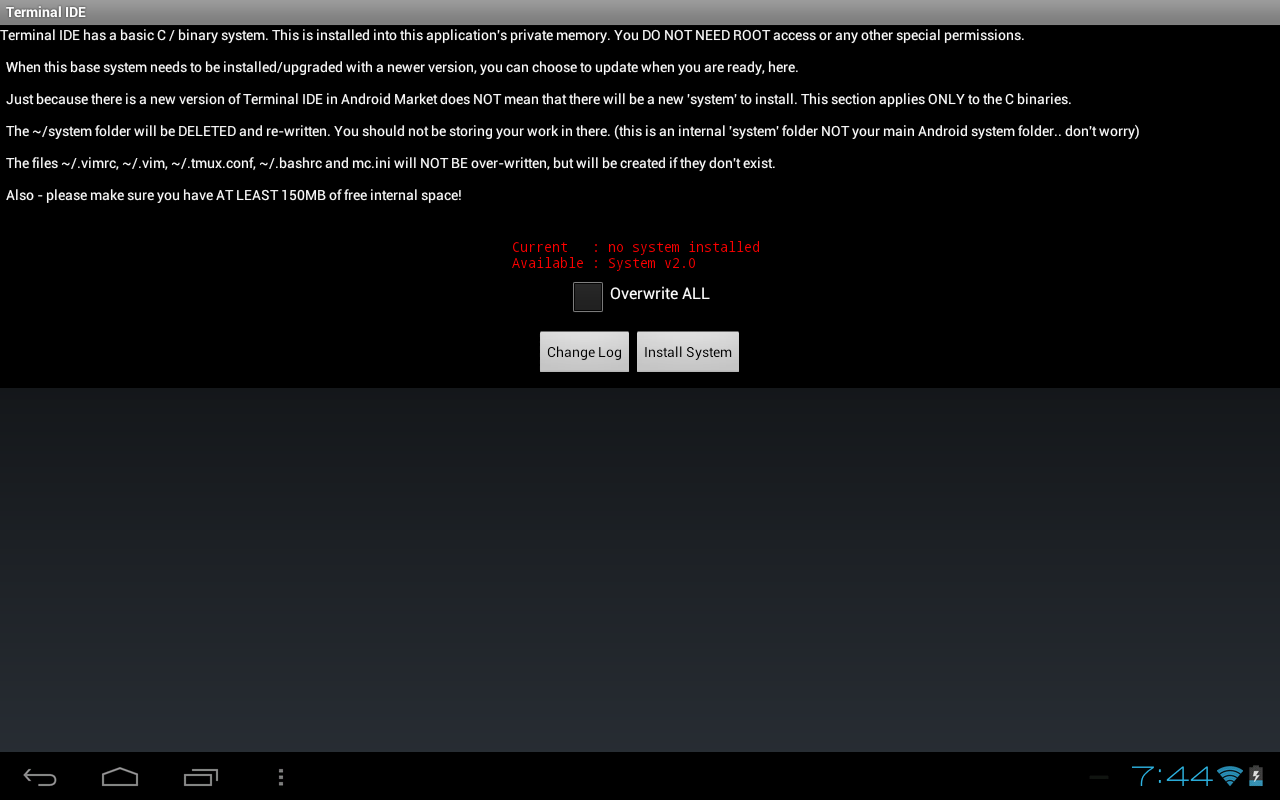 Terminal IDE
Terminal IDE has a basic C / binary system. This is installed into this application's private memory. You DO NOT NEED ROOT access or any other special permissions.
When this base system needs to be installed/upgraded with a newer version, you can choose to update when you are ready, here.
Just because there is a new version of Terminal IDE in Android Market does NOT mean that there will be a new 'system' to install. This section applies ONLY to the C binaries.
The ~/system folder will be DELETED and re-written. You should not be storing your work in there. (this is an internal 'system' folder NOT your main Android system folder.. don't worry)
The files ~/.vimrc, ~/.vim, ~/.tmux.conf, ~/.bashrc and mc.ini will NOT BE over-written, but will be created if they don't exist.
Also - please make sure you have AT LEAST 150MB of free internal space!
Current   : no system installed
Available : System v2.0
Overwrite ALL
Change Log Install System
7:44